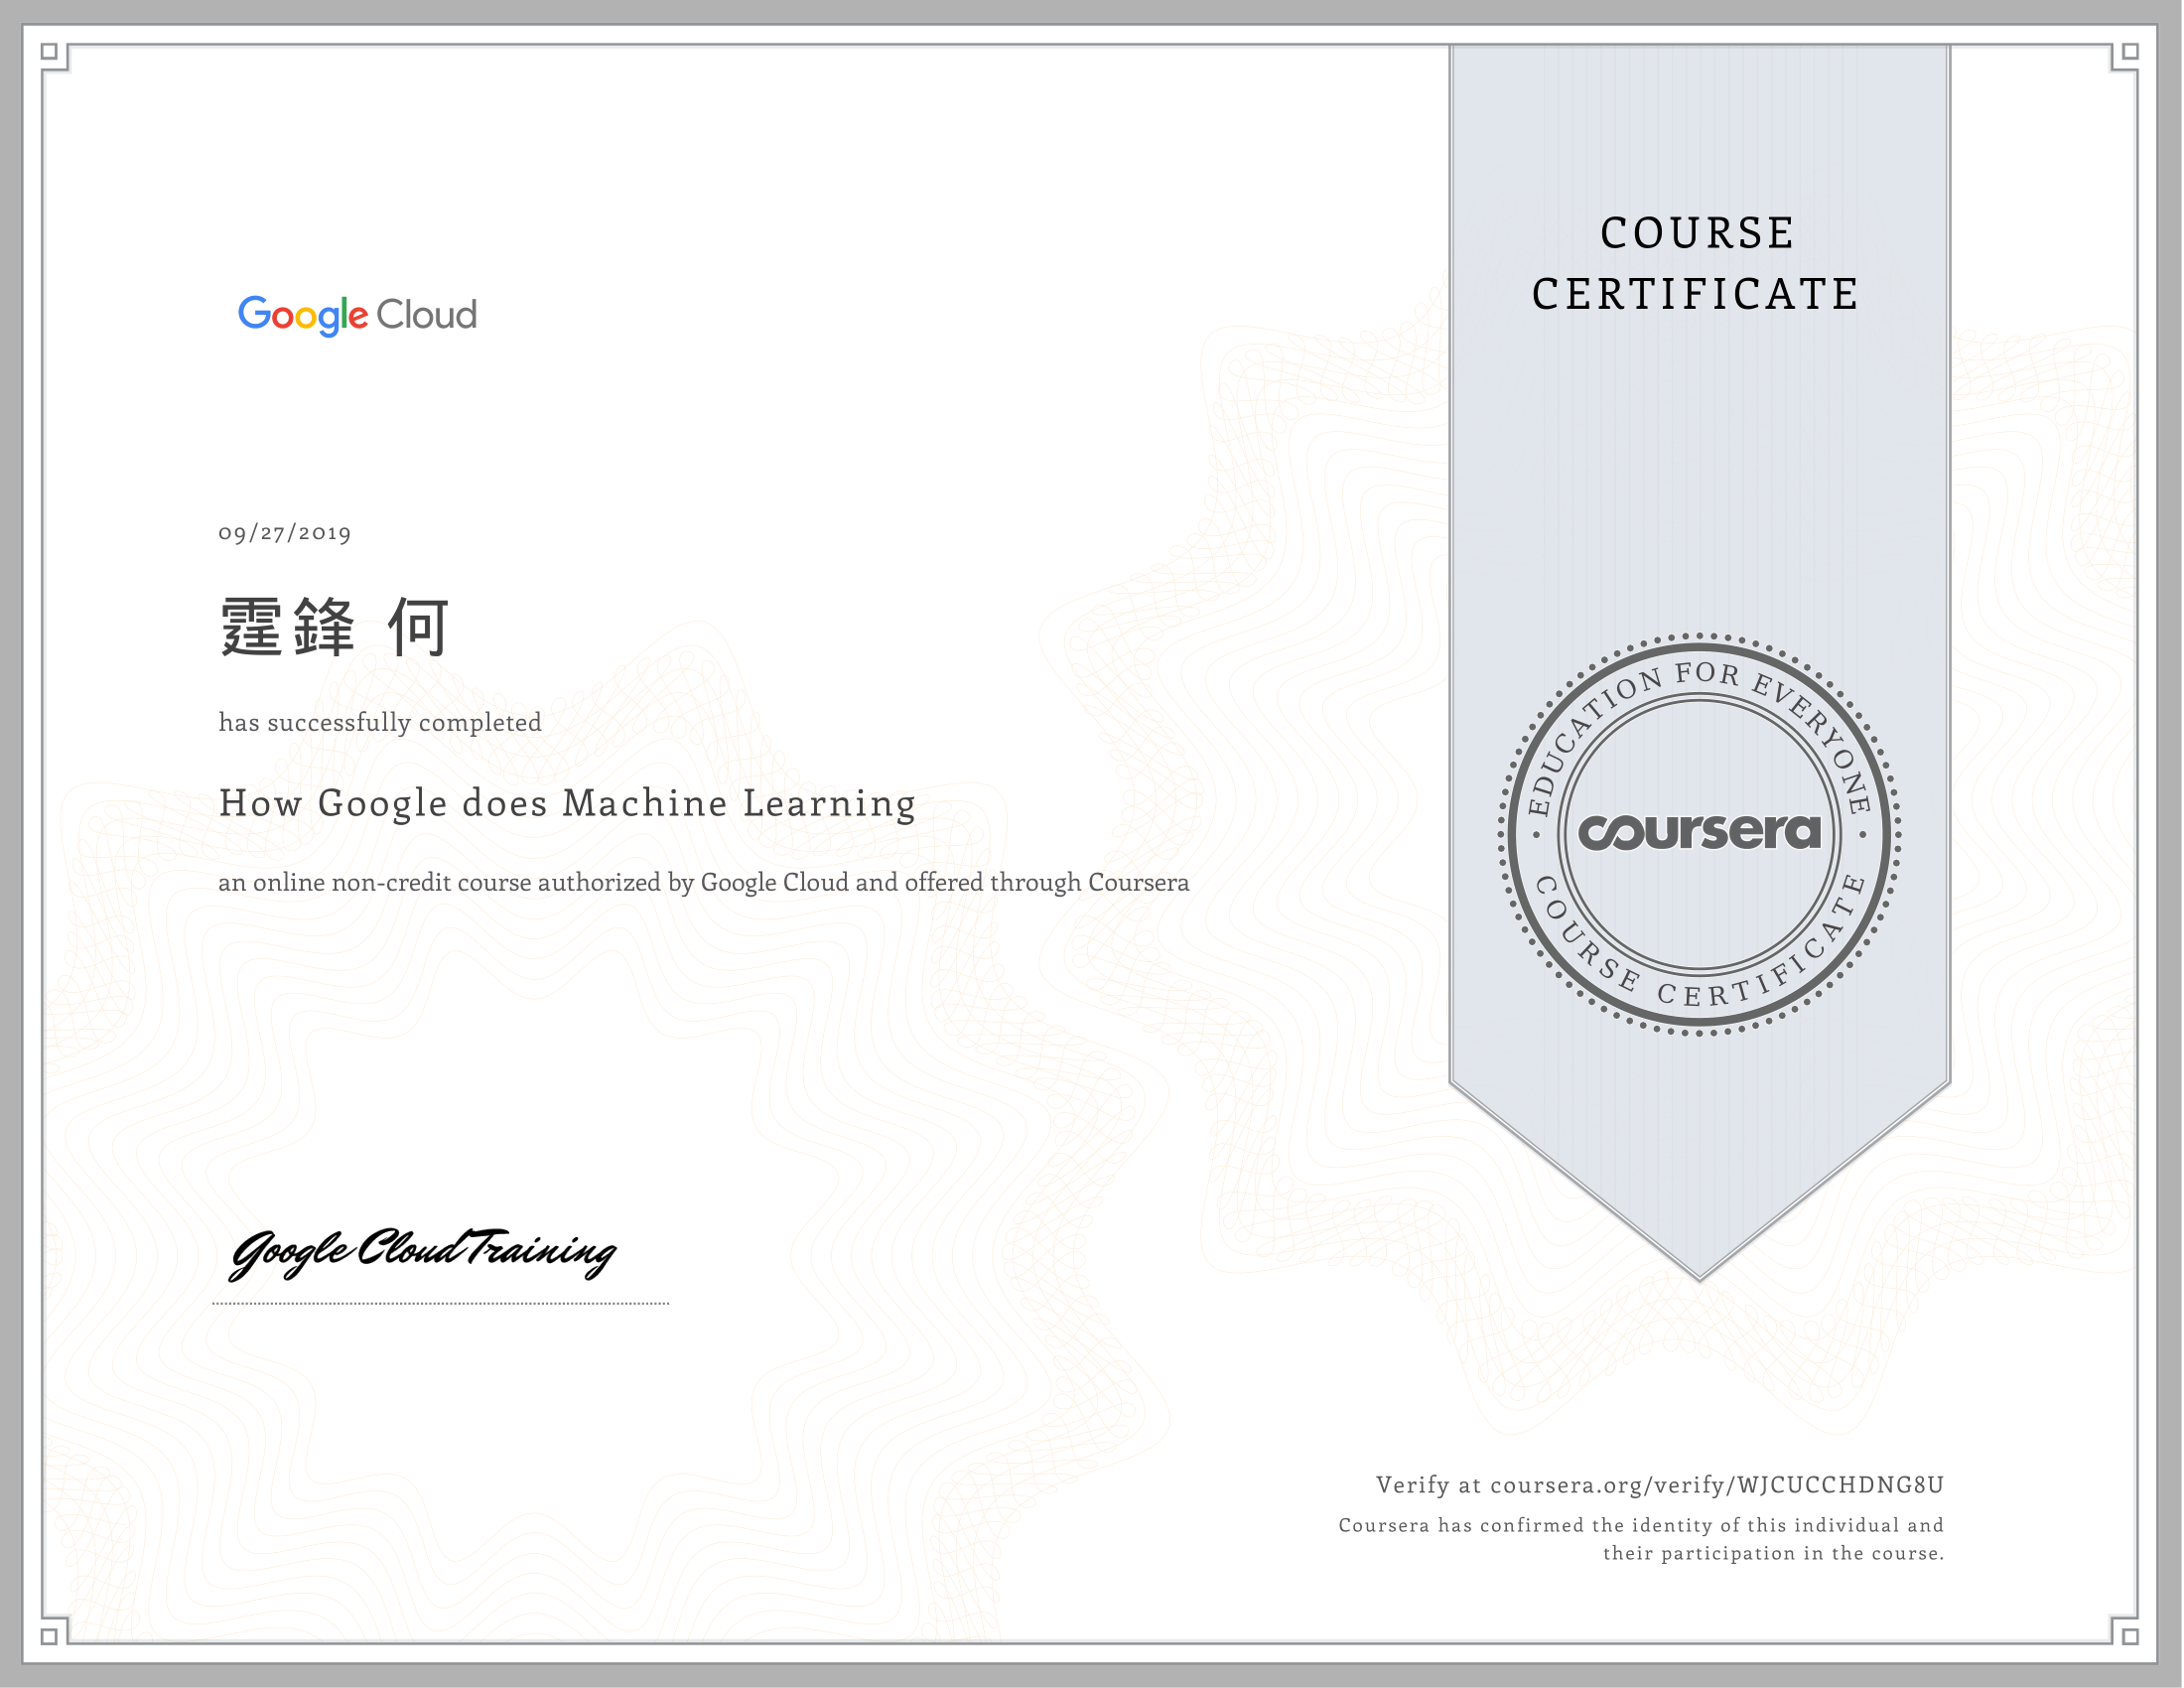 COURSE
CERTIFICATE
Google Cloud
09/27/2019
霆鋒 何
has successfully completed
How Google does Machine Learning
an online non-credit course authorized by Google Cloud and offered through Coursera
EDUCATION FOR EVERYONE
coursera
COURSE CERTIFICATE
Google Cloud Training
Verify at coursera.org/verify/WJCUCCHDNG8U
Coursera has confirmed the identity of this individual and
their participation in the course.